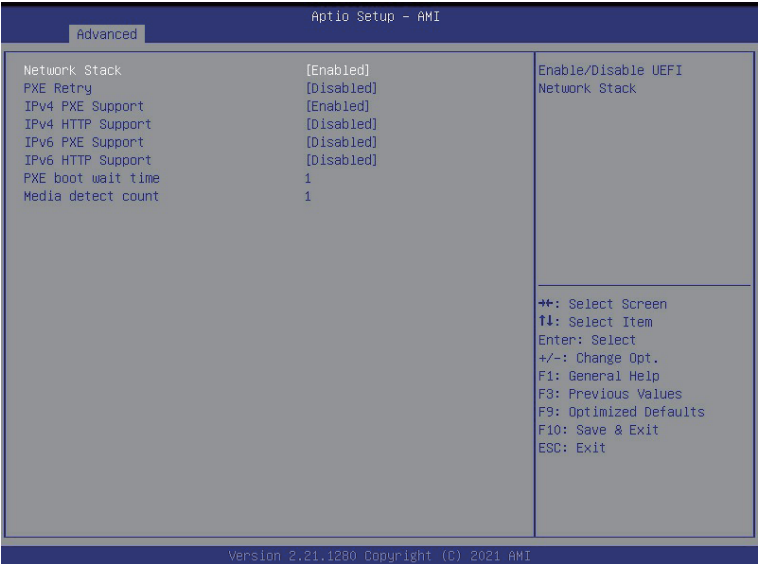 Aptio Setup – AMI
Advanced
Network Stack [Enabled]
PXE Retry [Disabled]
IPv4 PXE Support [Enabled]
IPv4 HTTP Support [Disabled]
IPv6 PXE Support [Disabled]
IPv6 HTTP Support [Disabled]
PXE boot wait time 1
Media detect count 1
Enable/Disable UEFI
Network Stack
→←: Select Screen
↑↓: Select Item
Enter: Select
+/-: Change Opt.
F1: General Help
F3: Previous Values
F9: Optimized Defaults
F10: Save & Exit
ESC: Exit
Version 2.21.1280 Copyright (C) 2021 AMI